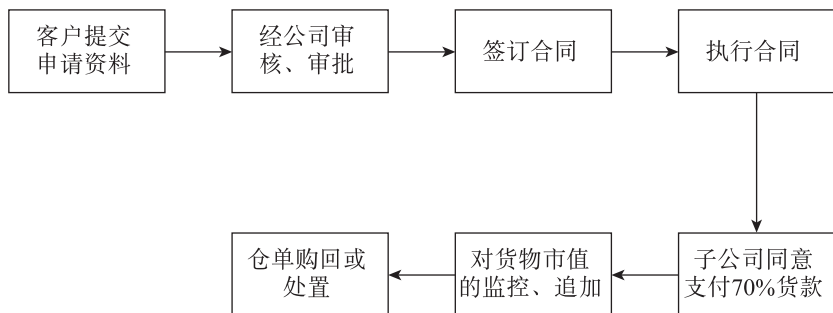 客户提交
申请资料
经公司审
核、审批
签订合同
执行合同
子公司同意
支付70%货款
对货物市值
的监控、追加
仓单购回或
处置